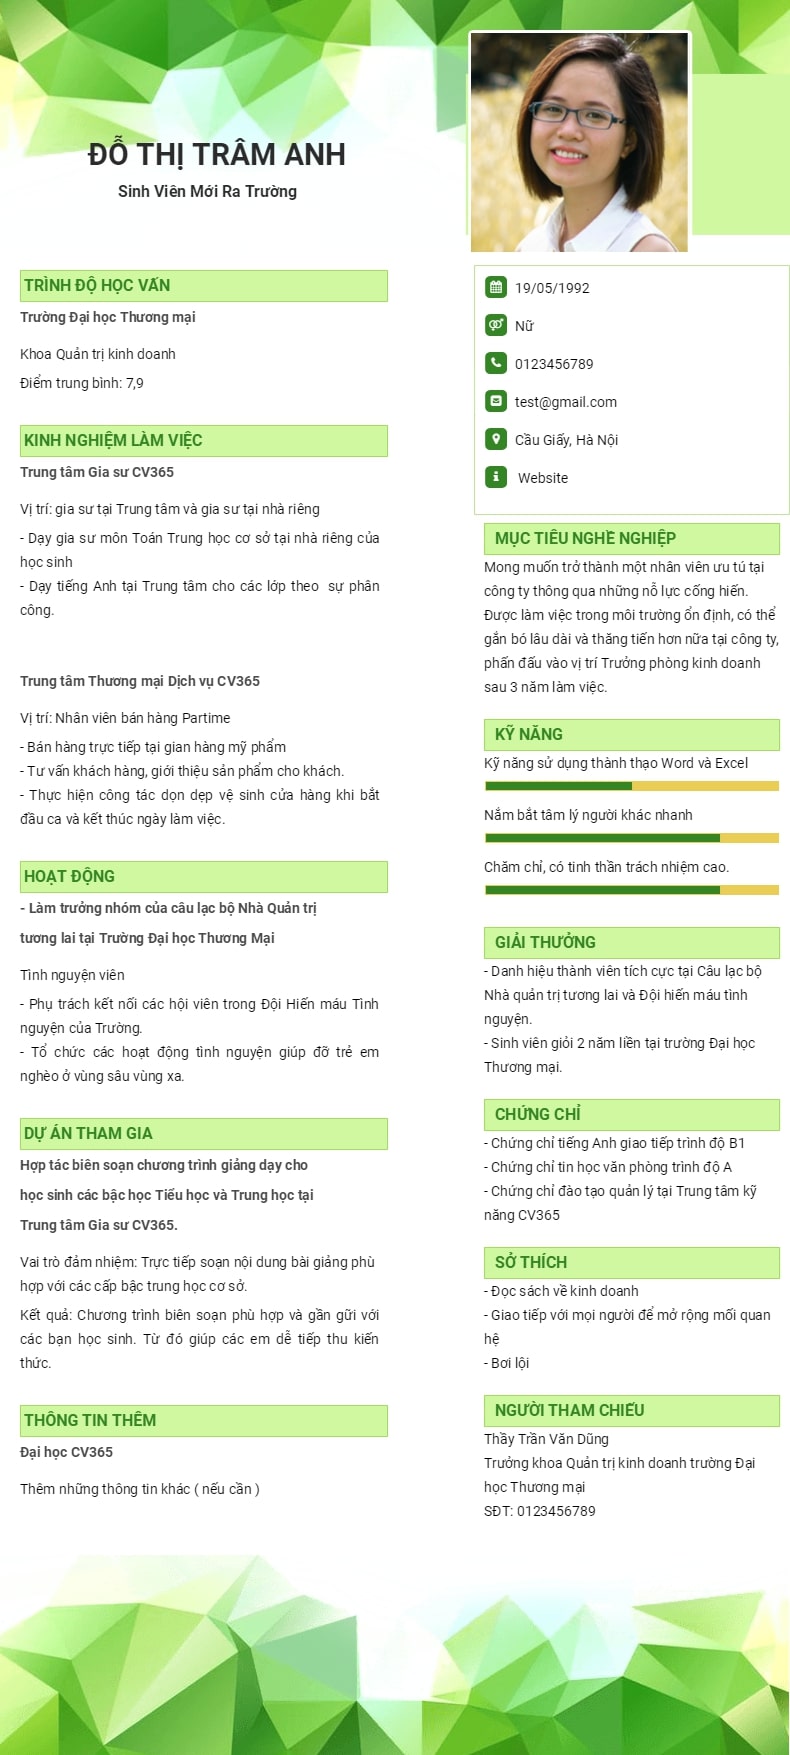 ĐỖ THỊ TRÂM ANH
Sinh Viên Mới Ra Trường
TRÌNH ĐỘ HỌC VẤN
Trường Đại học Thương mại
Khoa Quản trị kinh doanh
Điểm trung bình: 7,9
KINH NGHIỆM LÀM VIỆC
Trung tâm Gia sư CV365
Vị trí: gia sư tại Trung tâm và gia sư tại nhà riêng
- Dạy gia sư môn Toán Trung học cơ sở tại nhà riêng của
học sinh
- Dạy tiếng Anh tại Trung tâm cho các lớp theo sự phân
công.
Trung tâm Thương mại Dịch vụ CV365
Vị trí: Nhân viên bán hàng Partime
- Bán hàng trực tiếp tại gian hàng mỹ phẩm
- Tư vấn khách hàng, giới thiệu sản phẩm cho khách.
- Thực hiện công tác dọn dẹp vệ sinh cửa hàng khi bắt
đầu ca và kết thúc ngày làm việc.
HOẠT ĐỘNG
- Làm trưởng nhóm của câu lạc bộ Nhà Quản trị
tương lai tại Trường Đại học Thương Mại
Tình nguyện viên
- Phụ trách kết nối các hội viên trong Đội Hiến máu Tình
nguyện của Trường.
- Tổ chức các hoạt động tình nguyện giúp đỡ trẻ em
nghèo ở vùng sâu vùng xa.
DỰ ÁN THAM GIA
Hợp tác biên soạn chương trình giảng dạy cho
học sinh các bậc học Tiểu học và Trung học tại
Trung tâm Gia sư CV365.
Vai trò đảm nhiệm: Trực tiếp soạn nội dung bài giảng phù
hợp với các cấp bậc trung học cơ sở.
Kết quả: Chương trình biên soạn phù hợp và gần gữi với
các bạn học sinh. Từ đó giúp các em dễ tiếp thu kiến
thức.
THÔNG TIN THÊM
Đại học CV365
Thêm những thông tin khác ( nếu cần )
19/05/1992
Nữ
0123456789
test@gmail.com
Cầu Giấy, Hà Nội
Website
MỤC TIÊU NGHỀ NGHIỆP
Mong muốn trở thành một nhân viên ưu tú tại
công ty thông qua những nỗ lực cống hiến.
Được làm việc trong môi trường ổn định, có thể
gắn bó lâu dài và thăng tiến hơn nữa tại công ty,
phấn đấu vào vị trí Trưởng phòng kinh doanh
sau 3 năm làm việc.
KỸ NĂNG
Kỹ năng sử dụng thành thạo Word và Excel
Nắm bắt tâm lý người khác nhanh
Chăm chỉ, có tinh thần trách nhiệm cao.
GIẢI THƯỞNG
- Danh hiệu thành viên tích cực tại Câu lạc bộ
Nhà quản trị tương lai và Đội hiến máu tình
nguyện.
- Sinh viên giỏi 2 năm liền tại trường Đại học
Thương mại.
CHỨNG CHỈ
- Chứng chỉ tiếng Anh giao tiếp trình độ B1
- Chứng chỉ tin học văn phòng trình độ A
- Chứng chỉ đào tạo quản lý tại Trung tâm kỹ
năng CV365
SỞ THÍCH
- Đọc sách về kinh doanh
- Giao tiếp với mọi người để mở rộng mối quan
hệ
- Bơi lội
NGƯỜI THAM CHIẾU
Thầy Trần Văn Dũng
Trưởng khoa Quản trị kinh doanh trường Đại
học Thương mại
SĐT: 0123456789